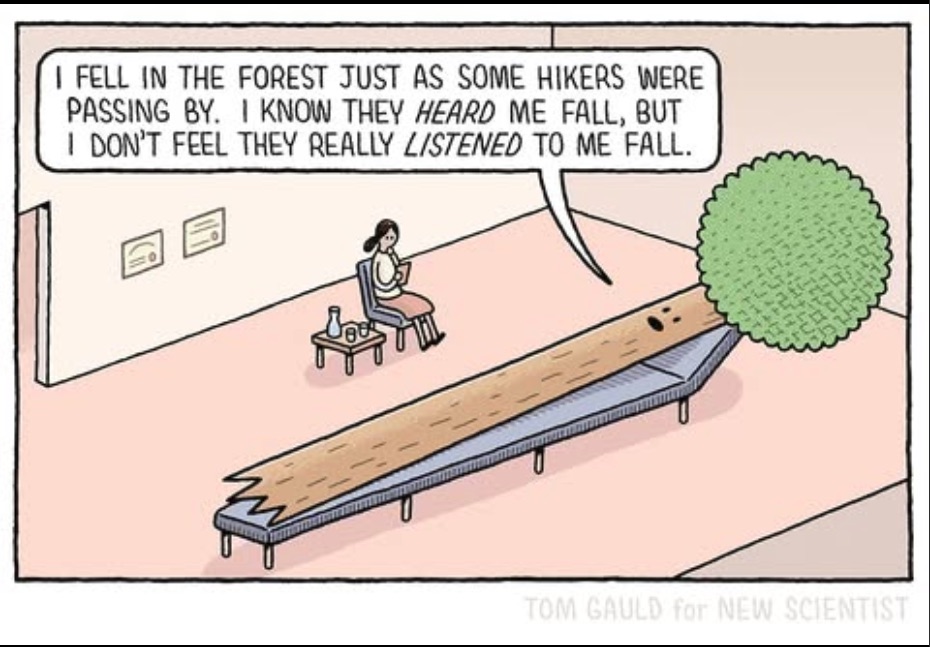 I FELL IN THE FOREST JUST AS SOME HIKERS WERE
PASSING BY. I KNOW THEY HEARD ME FALL, BUT
I DON'T FEEL THEY REALLY LISTENED TO ME FALL.
TOM GAULD for NEW SCIENTIST